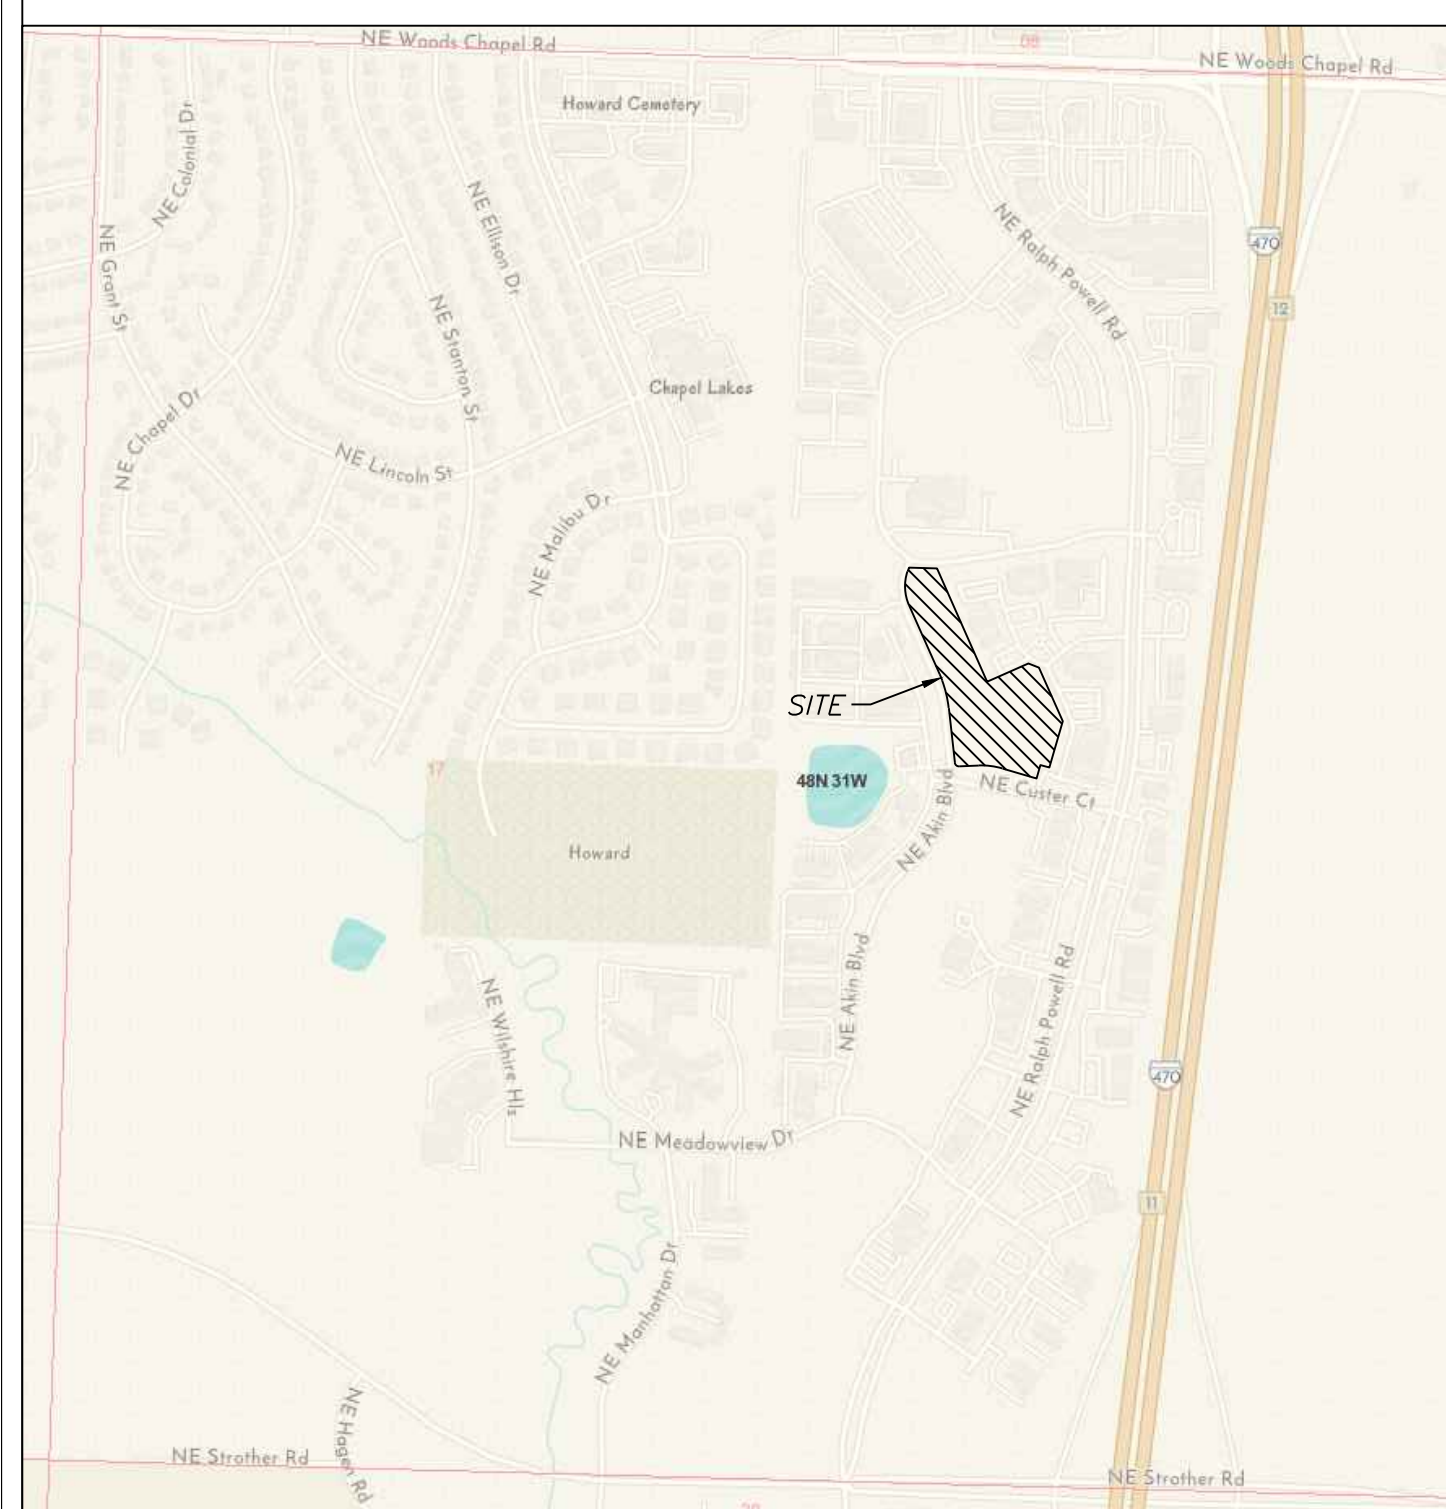 NE Woods Chapel Rd
08
NE Woods Chapel Rd
Howard Cemetery
NE Colonial Dr
NE Ellison Dr
NE Ralph Powell Rd
NE Grant St
470
NE Stanton St
12
Chapel Lakes
NE Chapel Dr
NE Lincoln St
NE Malibu Dr
SITE
17
48N 31W
NE Custer Ct
NE Akin Blvd
Howard
NE Akin Blvd
NE Ralph Powell Rd
NE Wilshire Hls
470
NE Meadowview Dr
11
NE Manhattan Dr
NE Hagen Rd
NE Strother Rd
NE Strother Rd
20